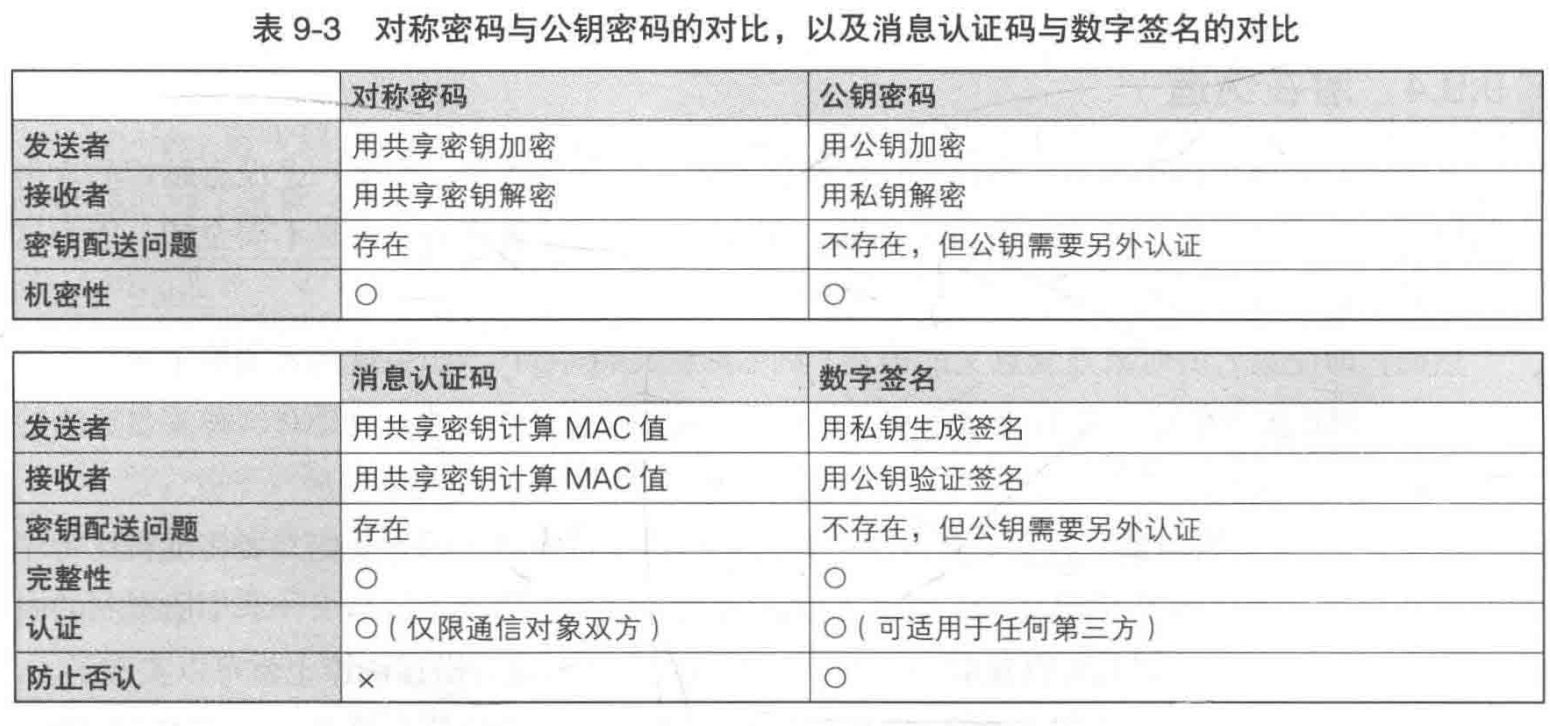 表 9-3 对称密码与公钥密码的对比，以及消息认证码与数字签名的对比
对称密码 公钥密码
发送者 用共享密钥加密 用公钥加密
接收者 用共享密钥解密 用私钥解密
密钥配送问题 存在 不存在，但公钥需要另外认证
机密性 ○ ○
消息认证码 数字签名
发送者 用共享密钥计算 MAC 值 用私钥生成签名
接收者 用共享密钥计算 MAC 值 用公钥验证签名
密钥配送问题 存在 不存在，但公钥需要另外认证
完整性 ○ ○
认证 ○（仅限通信对象双方） ○（可适用于任何第三方）
防止否认 × ○